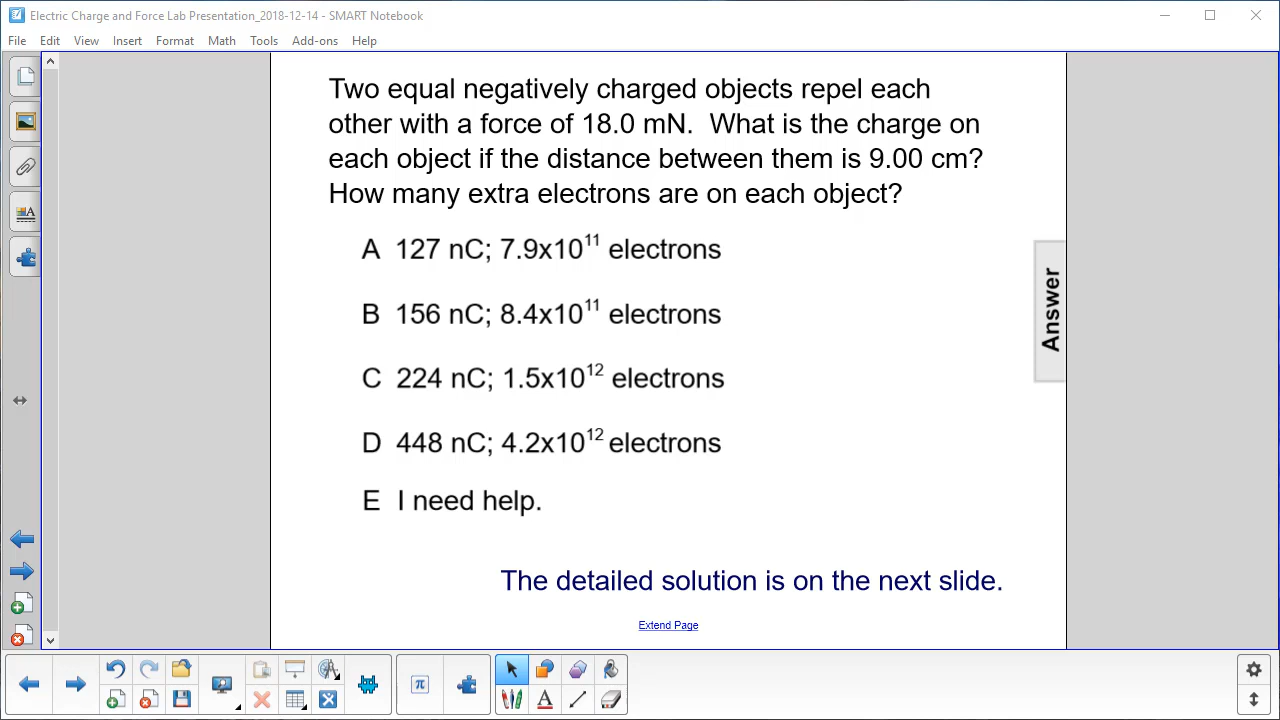 Electric Charge and Force Lab Presentation_2018-12-14 - SMART Notebook
File Edit View Insert Format Math Tools Add-ons Help
Two equal negatively charged objects repel each
other with a force of 18.0 mN. What is the charge on
each object if the distance between them is 9.00 cm?
How many extra electrons are on each object?
A 127 nC; 7.9x10¹¹ electrons
B 156 nC; 8.4x10¹¹ electrons
C 224 nC; 1.5x10¹² electrons
D 448 nC; 4.2x10¹² electrons
E I need help.
Answer
The detailed solution is on the next slide.
Extend Page